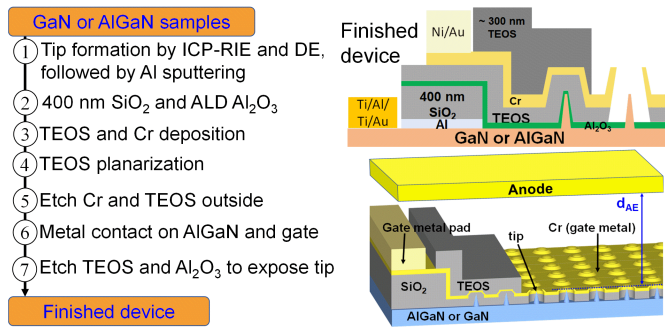 GaN or AlGaN samples
1 Tip formation by ICP-RIE and DE,
followed by Al sputtering
2 400 nm SiO₂ and ALD Al₂O₃
3 TEOS and Cr deposition
4 TEOS planarization
5 Etch Cr and TEOS outside
6 Metal contact on AlGaN and gate
7 Etch TEOS and Al₂O₃ to expose tip
Finished device
Finished
device
Ni/Au
~ 300 nm
TEOS
Ti/Al/
Ti/Au
400 nm
SiO₂
Al
Cr
TEOS
Al₂O₃
GaN or AlGaN
Anode
d_AE
Gate metal pad
tip
Cr (gate metal)
SiO₂
TEOS
AlGaN or GaN